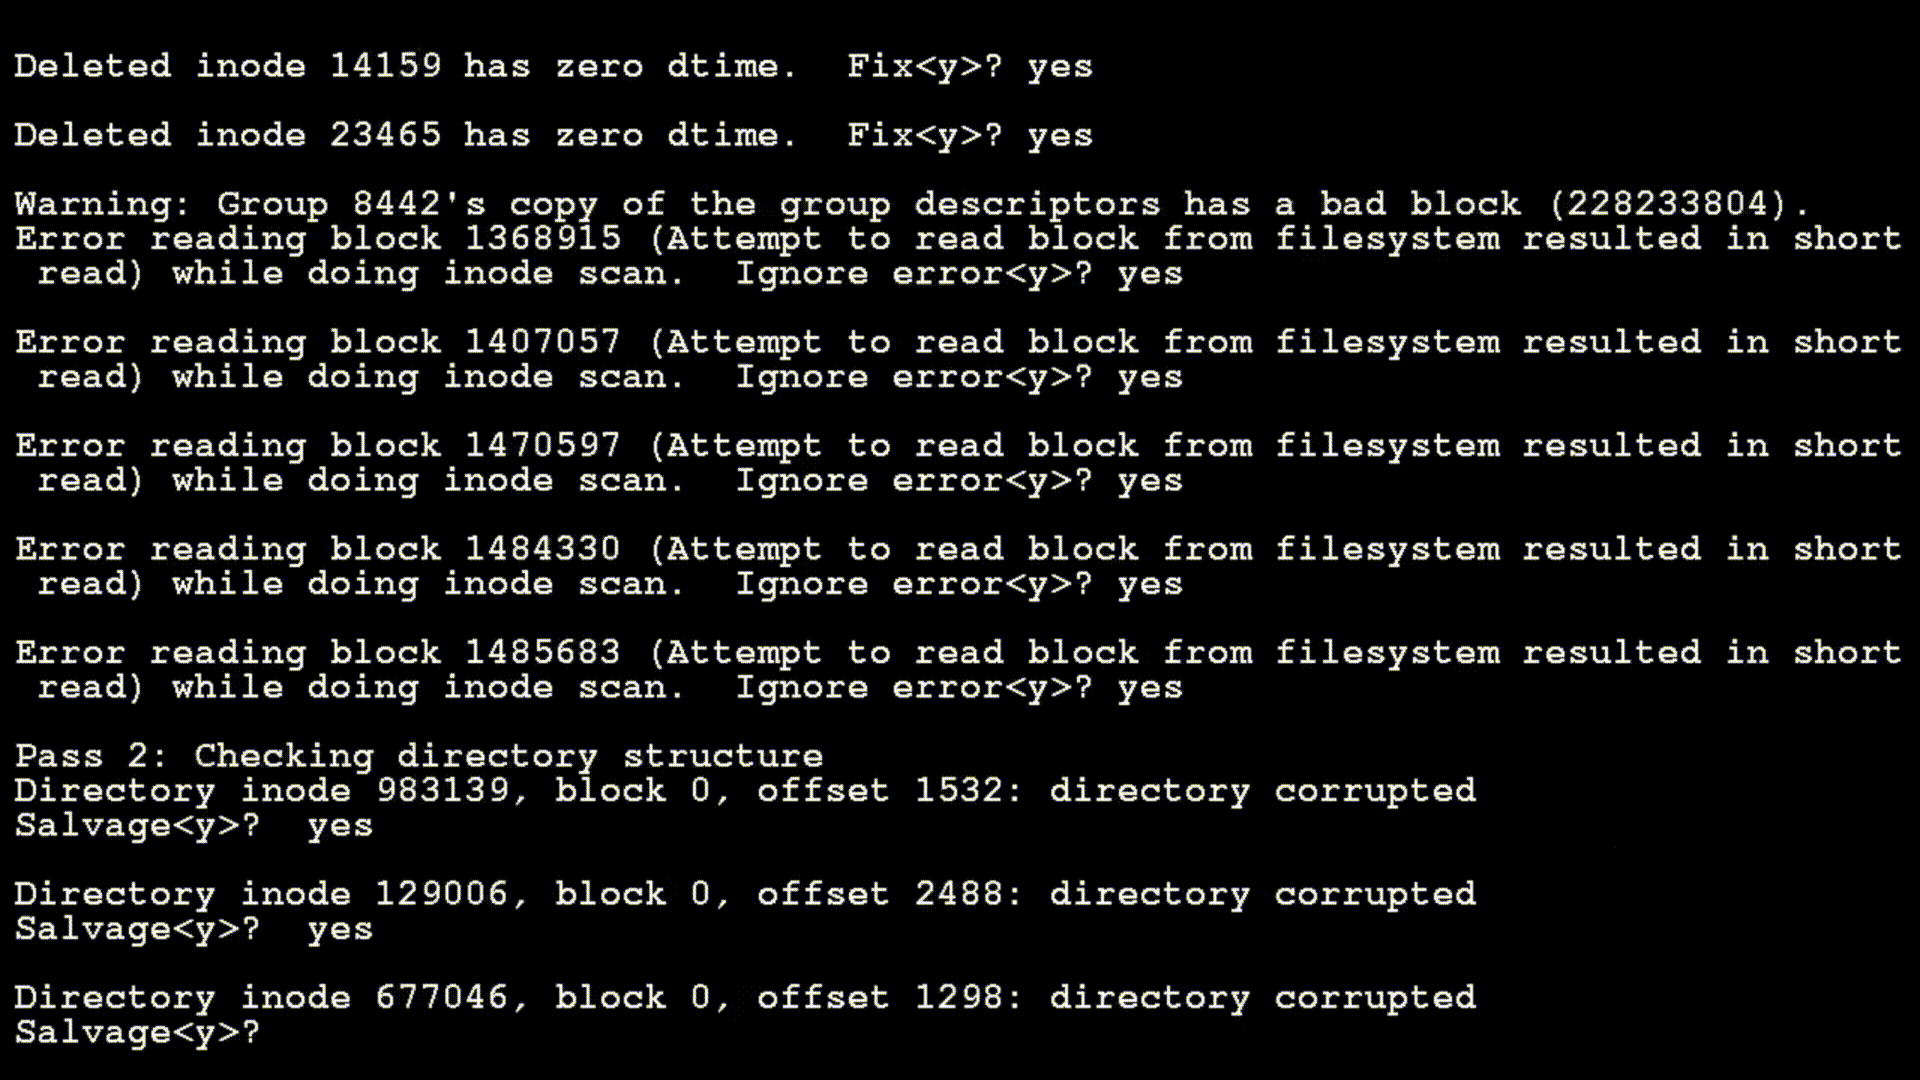 Deleted inode 14159 has zero dtime.  Fix<y>? yes
Deleted inode 23465 has zero dtime.  Fix<y>? yes
Warning: Group 8442's copy of the group descriptors has a bad block (228233804).
Error reading block 1368915 (Attempt to read block from filesystem resulted in short
 read) while doing inode scan.  Ignore error<y>? yes
Error reading block 1407057 (Attempt to read block from filesystem resulted in short
 read) while doing inode scan.  Ignore error<y>? yes
Error reading block 1470597 (Attempt to read block from filesystem resulted in short
 read) while doing inode scan.  Ignore error<y>? yes
Error reading block 1484330 (Attempt to read block from filesystem resulted in short
 read) while doing inode scan.  Ignore error<y>? yes
Error reading block 1485683 (Attempt to read block from filesystem resulted in short
 read) while doing inode scan.  Ignore error<y>? yes
Pass 2: Checking directory structure
Directory inode 983139, block 0, offset 1532: directory corrupted
Salvage<y>?  yes
Directory inode 129006, block 0, offset 2488: directory corrupted
Salvage<y>?  yes
Directory inode 677046, block 0, offset 1298: directory corrupted
Salvage<y>?